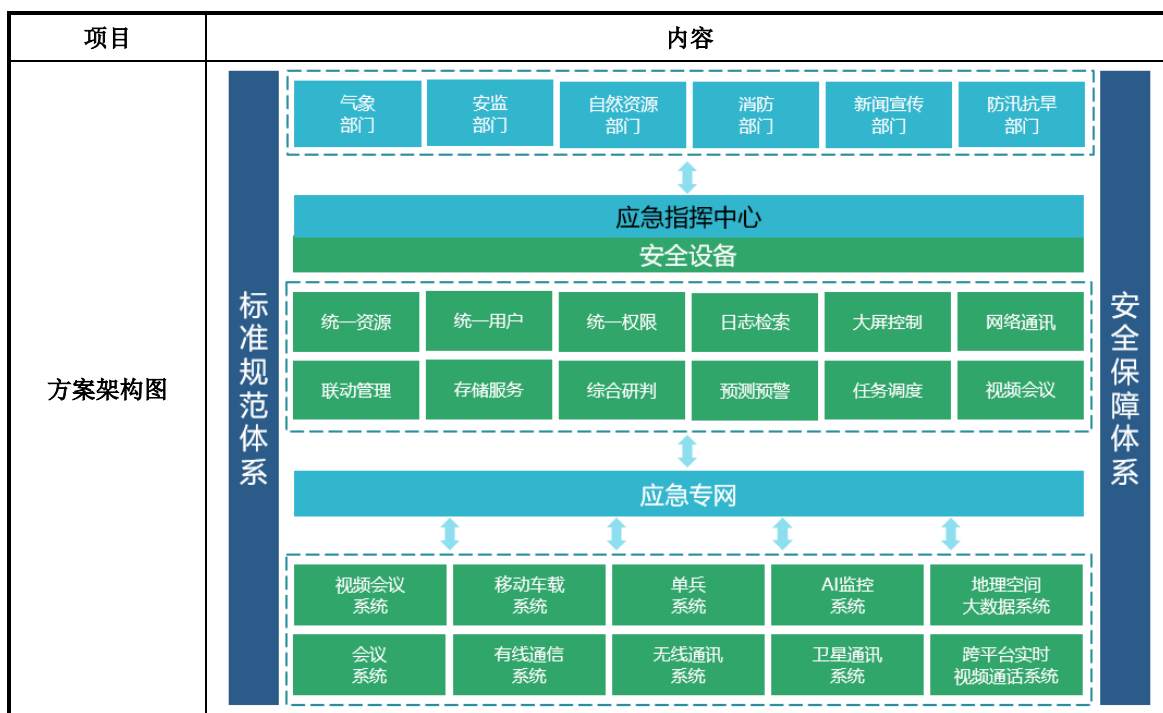 项目
内容
方案架构图
标准规范体系
气象
部门
安监
部门
自然资源
部门
消防
部门
新闻宣传
部门
防汛抗旱
部门
应急指挥中心
安全设备
统一资源
统一用户
统一权限
日志检索
大屏控制
网络通讯
联动管理
存储服务
综合研判
预测预警
任务调度
视频会议
应急专网
视频会议
系统
移动车载
系统
单兵
系统
AI监控
系统
地理空间
大数据系统
会议
系统
有线通信
系统
无线通讯
系统
卫星通讯
系统
跨平台实时
视频通话系统
安全保障体系